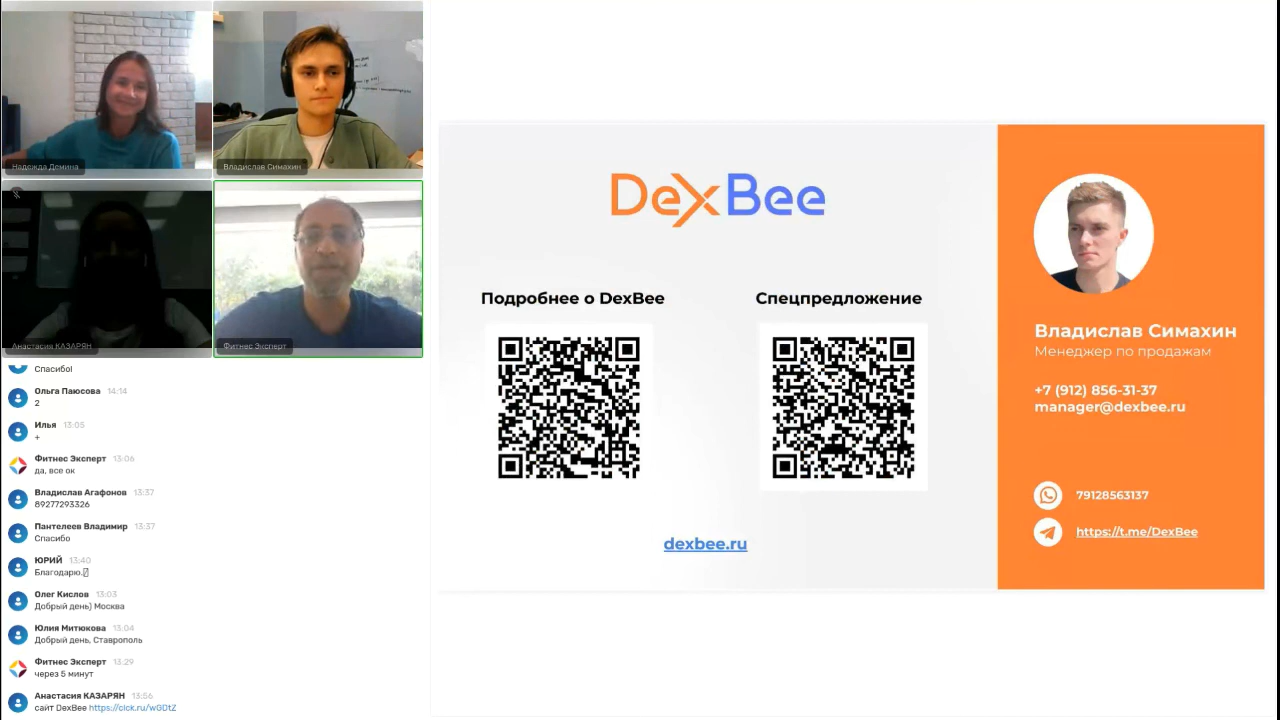 Надежда Демина
Владислав Симахин
Анастасия КАЗАРЯН
Фитнес Эксперт
Спасибо!
Ольга Паюсова 14:14
2
Илья 13:05
+
Фитнес Эксперт 13:06
да, все ок
Владислав Агафонов 13:37
89277293326
Пантелеев Владимир 13:37
Спасибо
ЮРИЙ 13:40
Благодарю.
Олег Кислов 13:03
Добрый день) Москва
Юлия Митюкова 13:04
Добрый день, Ставрополь
Фитнес Эксперт 13:29
через 5 минут
Анастасия КАЗАРЯН 13:56
сайт DexBee https://clck.ru/wGDtZ
DexBee
Подробнее о DexBee
Спецпредложение
dexbee.ru
Владислав Симахин
Менеджер по продажам
+7 (912) 856-31-37
manager@dexbee.ru
79128563137
https://t.me/DexBee